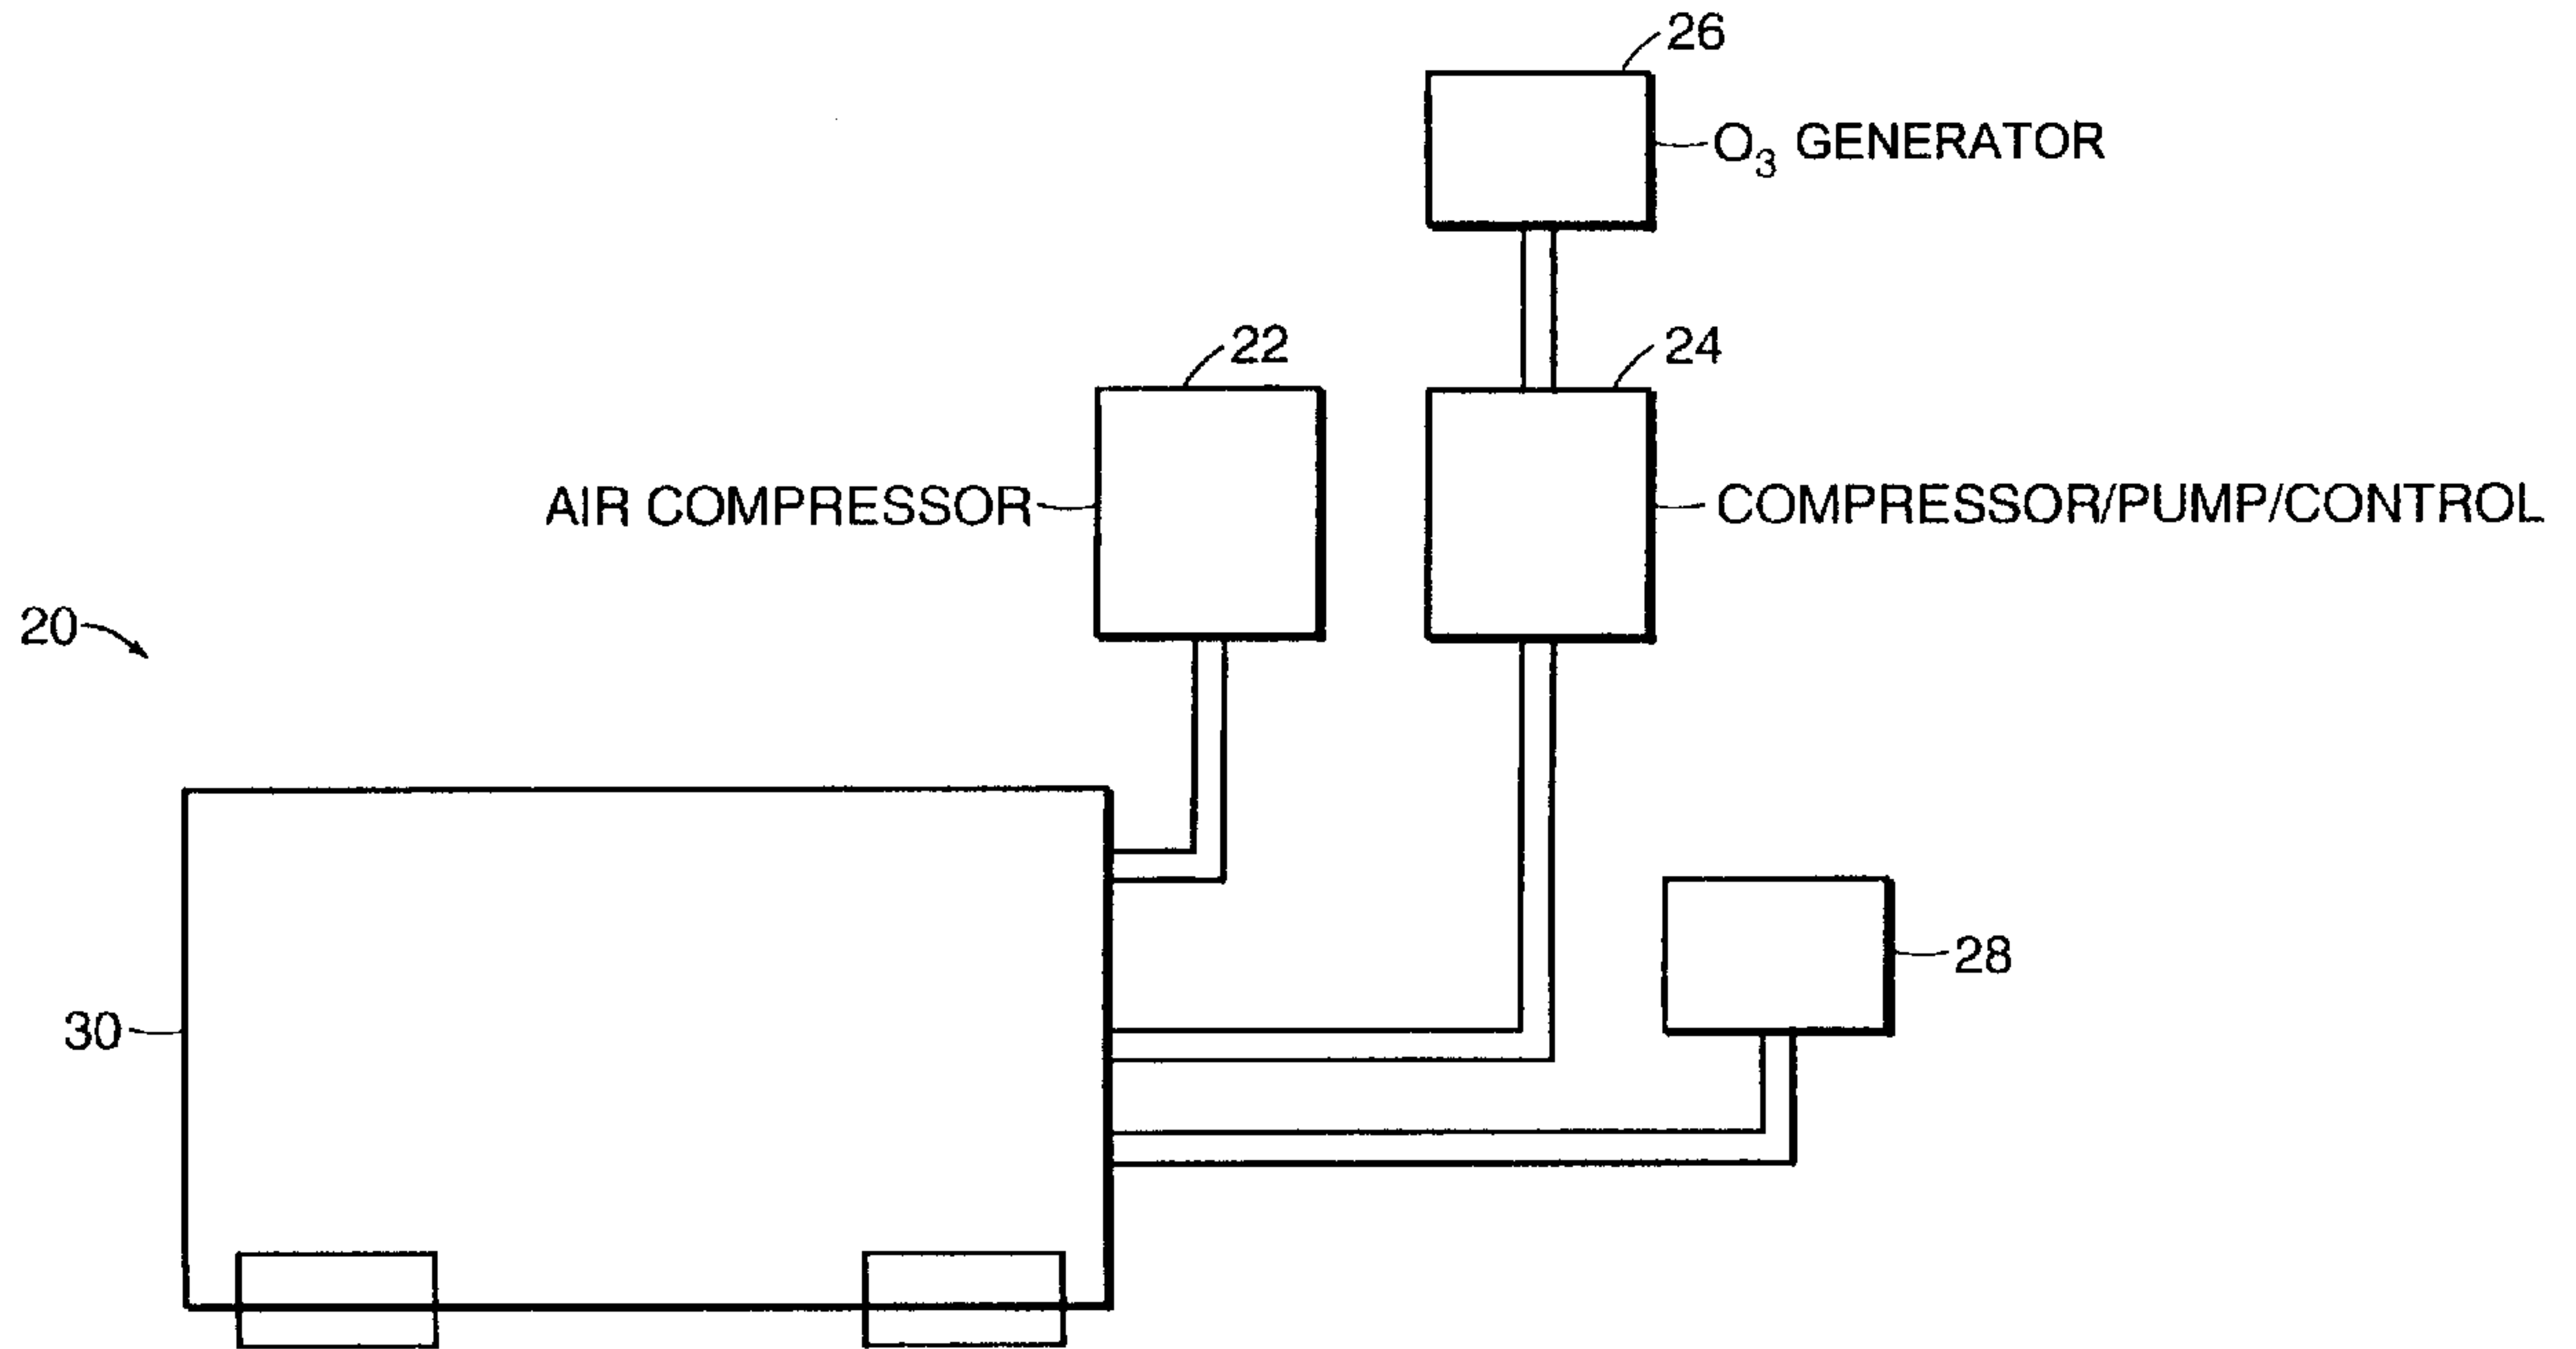 26
O₃ GENERATOR
22
24
AIR COMPRESSOR
COMPRESSOR/PUMP/CONTROL
20
28
30